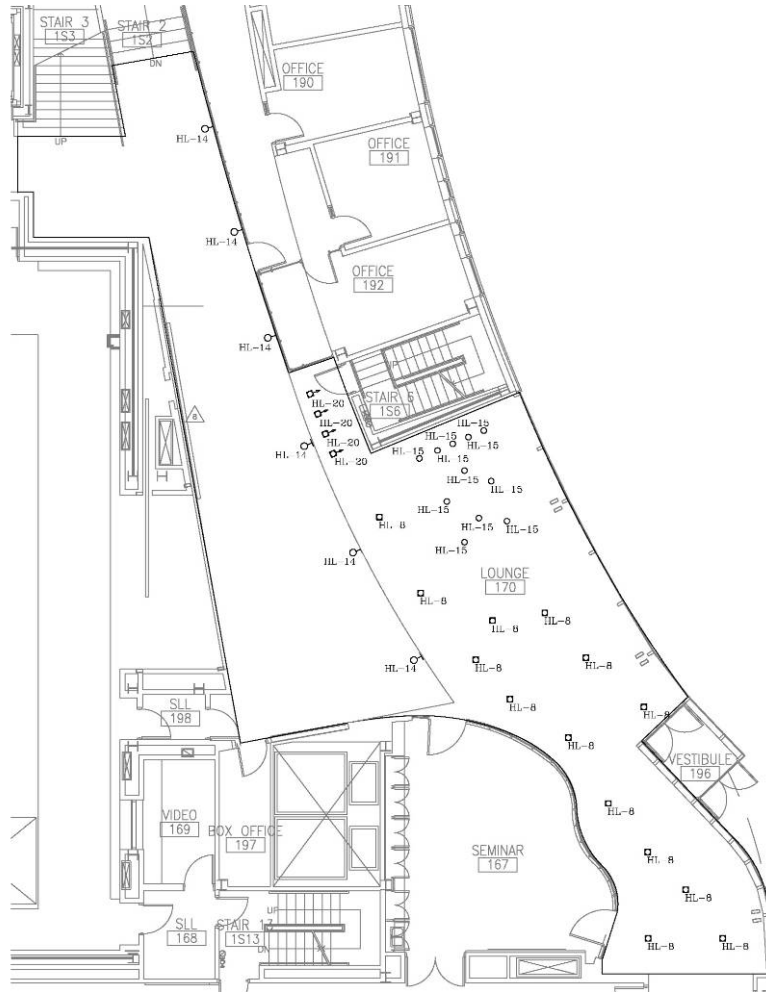 STAIR 3
1S3
STAIR 2
1S2
DN
UP
OFFICE
190
HL-14
OFFICE
191
HL-14
OFFICE
192
HL-14
UP
STAIR 5
1S6
HL-20
HL-20
HL-20
HL-20
HL-14
HL-15
HL-15
HL-15
HL-15
HL-15
HL-15
HL-15
HL-15
HL-15
HL-15
HL-15
HL-8
HL-14
LOUNGE
170
HL-8
HL-8
HL-8
HL-14
HL-8
HL-8
HL-8
HL-8
HL-8
VESTIBULE
196
SLL
198
VIDEO
169
BOX OFFICE
197
SEMINAR
167
HL-8
HL-8
HL-8
SLL
168
STAIR 13
1S13
UP
DN
HL-8
HL-8